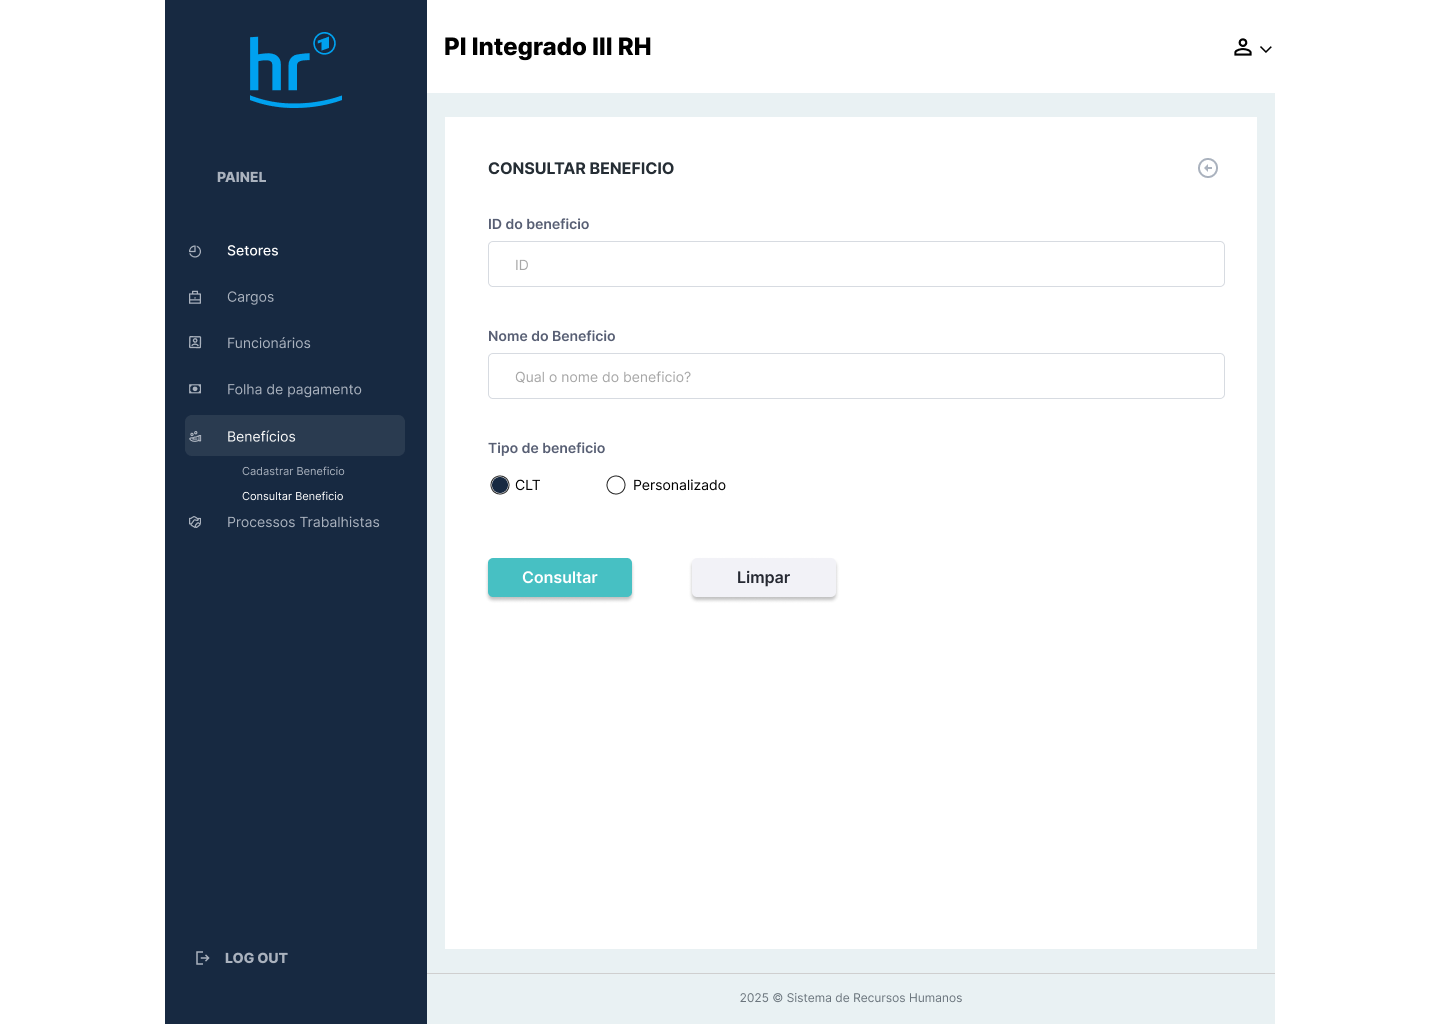 hr
PI Integrado III RH
PAINEL
Setores
Cargos
Funcionários
Folha de pagamento
Benefícios
Cadastrar Beneficio
Consultar Beneficio
Processos Trabalhistas
LOG OUT
CONSULTAR BENEFICIO
ID do beneficio
ID
Nome do Beneficio
Qual o nome do beneficio?
Tipo de beneficio
CLT Personalizado
Consultar Limpar
2025 © Sistema de Recursos Humanos